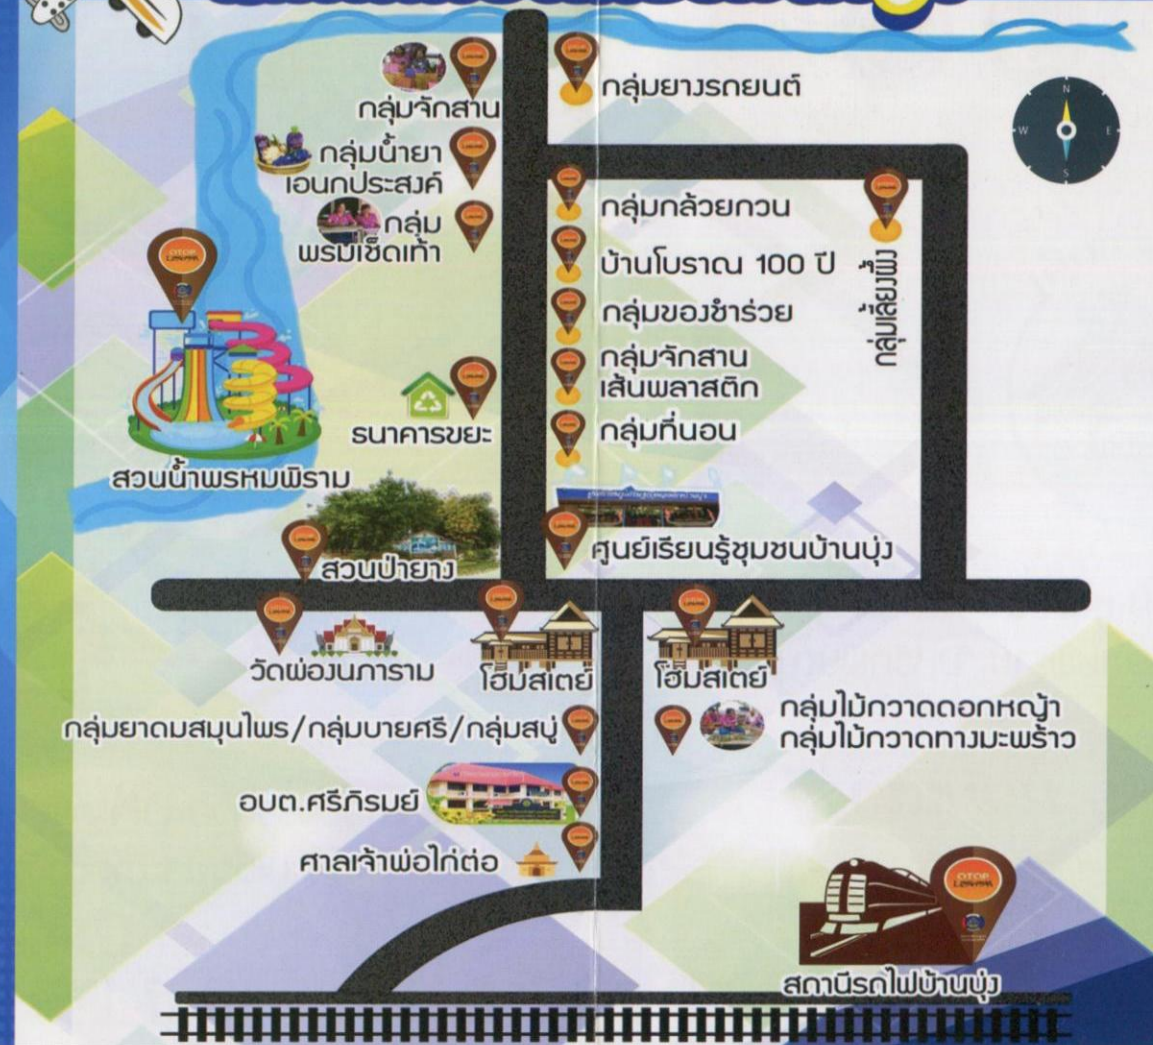 กลุ่มจักสาน
กลุ่มยางรถยนต์
N
W
E
S
กลุ่มน้ำยา
เอนกประสงค์
กลุ่ม
พรมเช็ดเท้า
กลุ่มกล้วยกวน
บ้านโบราณ 100 ปี
กลุ่มของชำร่วย
กลุ่มจักสาน
เส้นพลาสติก
กลุ่มที่นอน
กลุ่มเลี้ยงผึ้ง
OTOP
ธนาคารขยะ
สวนน้ำพรหมพิราม
สวนป่ายาง
ศูนย์เรียนรู้ชุมชนบ้านบุ่ง
วัดผ่องนภาราม
โฮมสเตย์
โฮมสเตย์
กลุ่มยาดมสมุนไพร/กลุ่มบายศรี/กลุ่มสบู่
กลุ่มไม้กวาดดอกหญ้า
กลุ่มไม้กวาดทางมะพร้าว
อบต.ศรีภิรมย์
ศาลเจ้าพ่อไก่ต่อ
OTOP
สถานีรถไฟบ้านบุ่ง